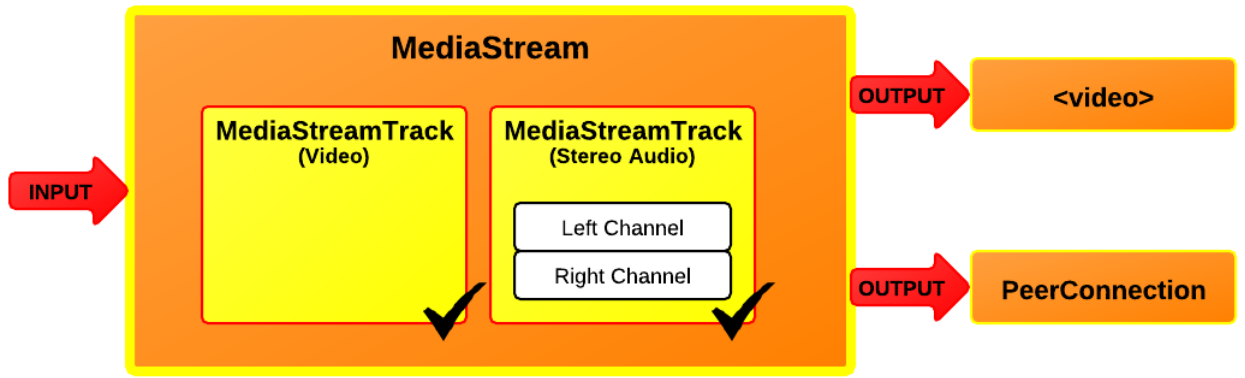 MediaStream
MediaStreamTrack
(Video)
MediaStreamTrack
(Stereo Audio)
Left Channel
Right Channel
INPUT
OUTPUT
<video>
OUTPUT
PeerConnection